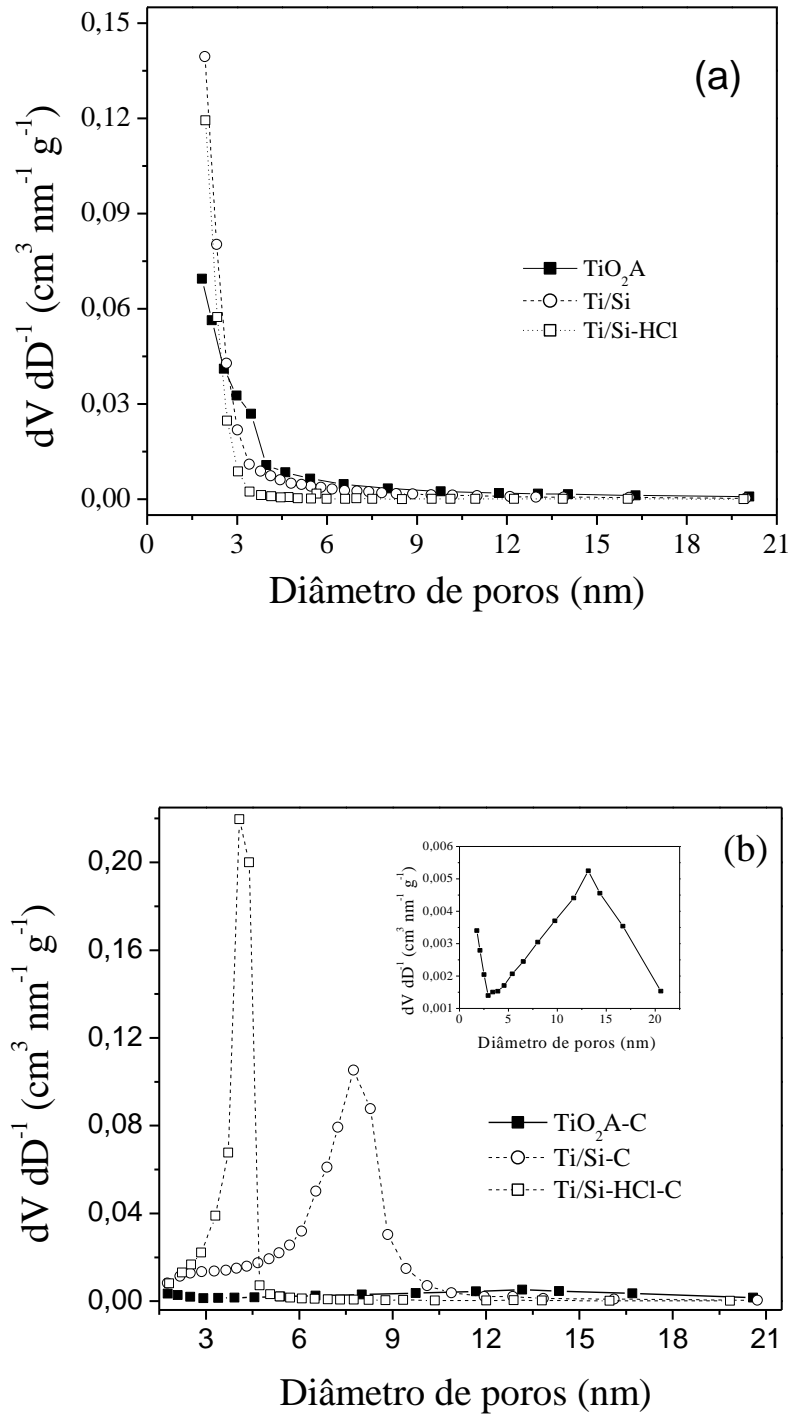 (a)
0,15
0,12
0,09
0,06
0,03
0,00
dV dD⁻¹ (cm³ nm⁻¹ g⁻¹)
TiO₂A
Ti/Si
Ti/Si-HCl
0 3 6 9 12 15 18 21
Diâmetro de poros (nm)
(b)
0,20
0,16
0,12
0,08
0,04
0,00
dV dD⁻¹ (cm³ nm⁻¹ g⁻¹)
0,006
0,005
0,004
0,003
0,002
0,001
dV dD⁻¹ (cm³ nm⁻¹ g⁻¹)
0 5 10 15 20
Diâmetro de poros (nm)
TiO₂A-C
Ti/Si-C
Ti/Si-HCl-C
3 6 9 12 15 18 21
Diâmetro de poros (nm)